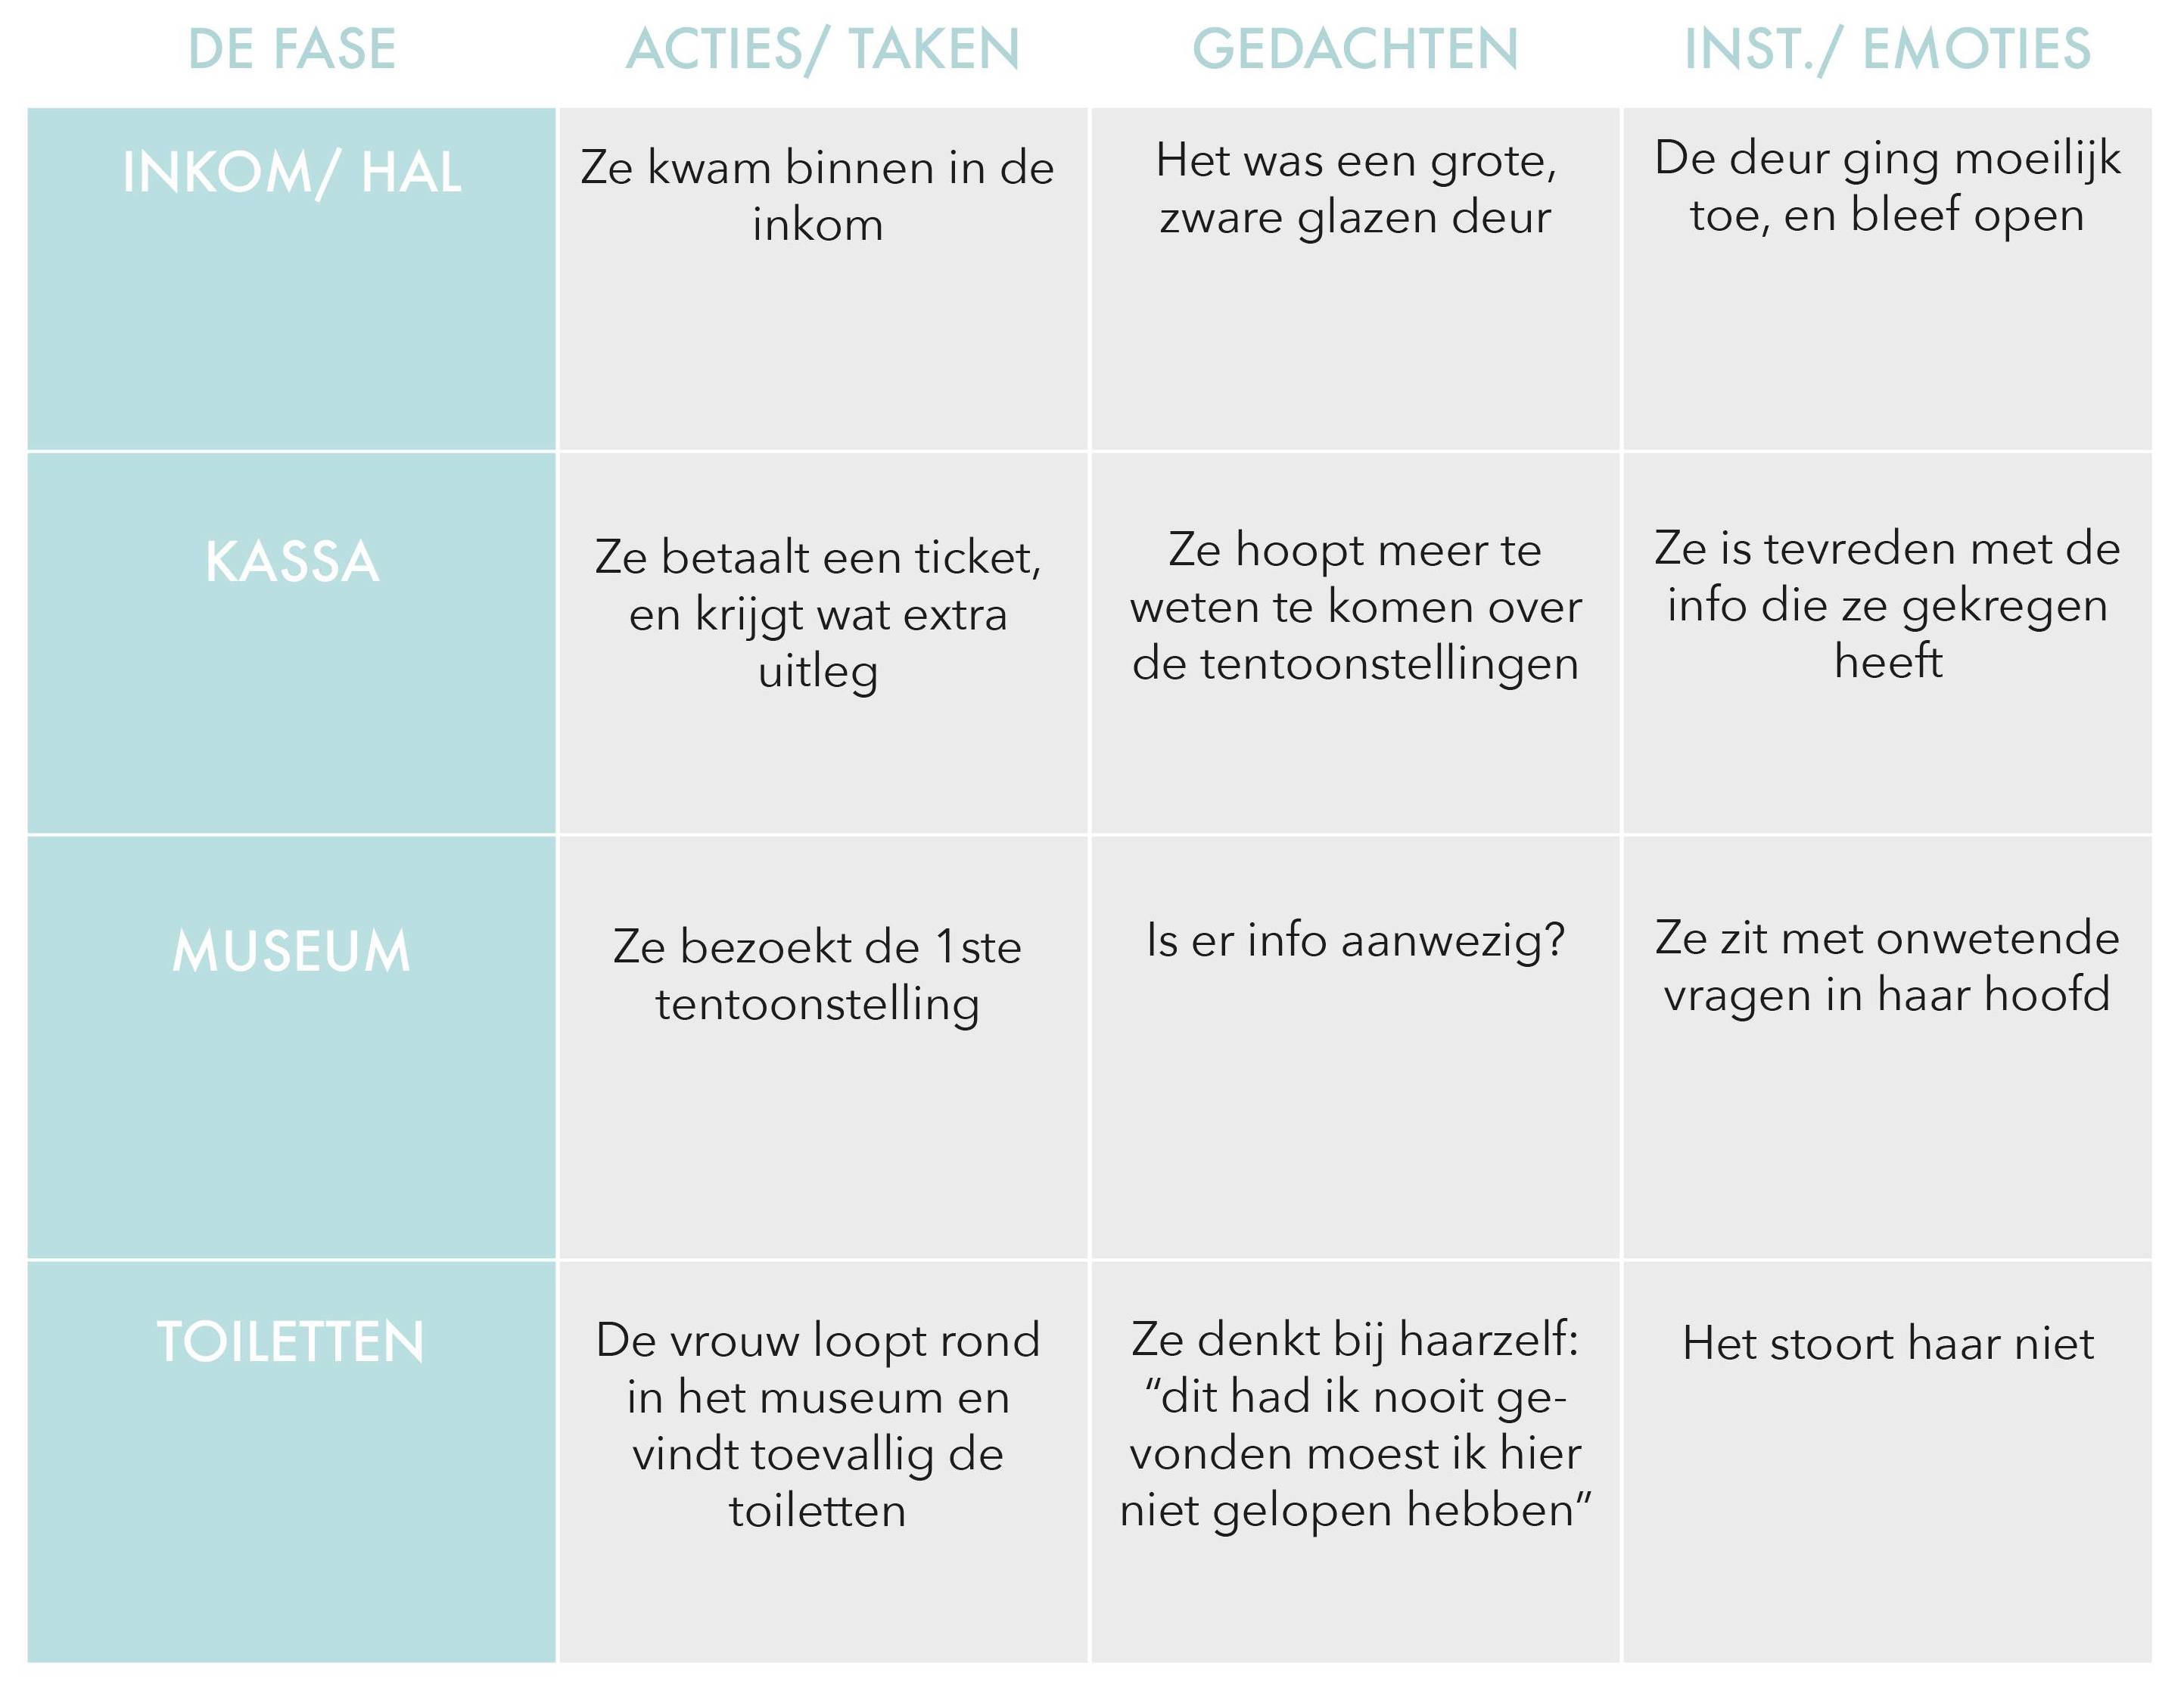 DE FASE
ACTIES/ TAKEN
GEDACHTEN
INST./ EMOTIES
INKOM/ HAL
Ze kwam binnen in de
inkom
Het was een grote,
zware glazen deur
De deur ging moeilijk
toe, en bleef open
KASSA
Ze betaalt een ticket,
en krijgt wat extra
uitleg
Ze hoopt meer te
weten te komen over
de tentoonstellingen
Ze is tevreden met de
info die ze gekregen
heeft
MUSEUM
Ze bezoekt de 1ste
tentoonstelling
Is er info aanwezig?
Ze zit met onwetende
vragen in haar hoofd
TOILETTEN
De vrouw loopt rond
in het museum en
vindt toevallig de
toiletten
Ze denkt bij haarzelf:
“dit had ik nooit ge-
vonden moest ik hier
niet gelopen hebben”
Het stoort haar niet